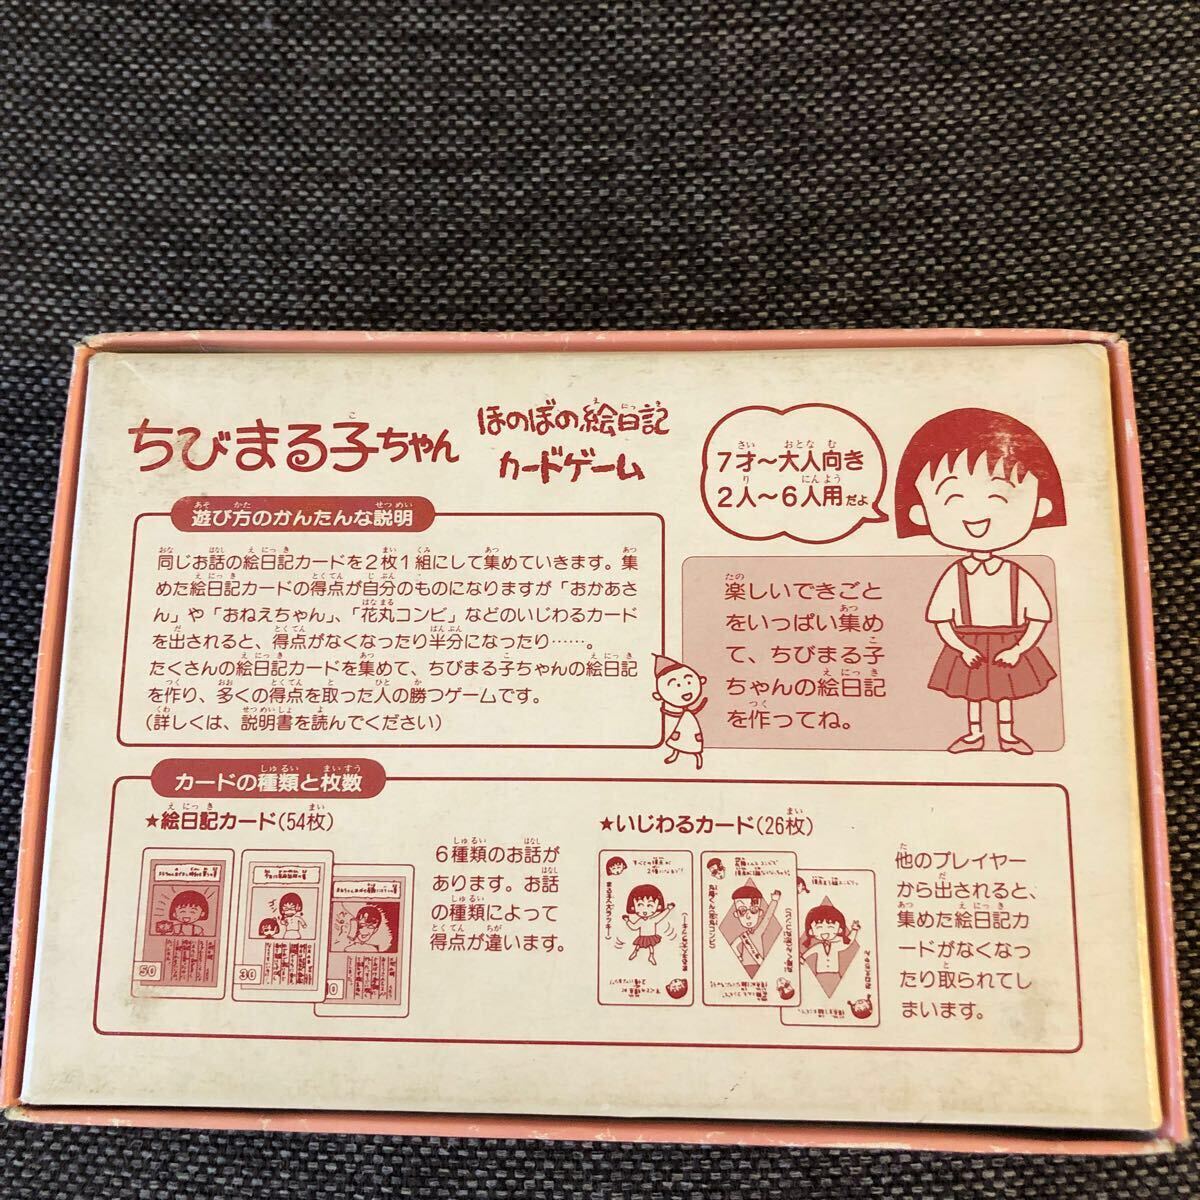 ちびまる子ちゃん
ほのぼの絵日記
カードゲーム
7才～大人向き
2人～6人用だよ
遊び方のかんたんな説明
同じお話の絵日記カードを2枚1組にして集めていきます。集
めた絵日記カードの得点が自分のものになりますが「おかあさ
ん」や「おねえちゃん」、「花丸コンビ」などのいじわるカード
を出されると、得点がなくなったり半分になったり……。
たくさんの絵日記カードを集めて、ちびまる子ちゃんの絵日記
を作り、多くの得点を取った人の勝つゲームです。
(詳しくは、説明書を読んでください)
楽しいできごと
をいっぱい集め
て、ちびまる子
ちゃんの絵日記
を作ってね。
カードの種類と枚数
★絵日記カード(54枚)
6種類のお話が
あります。お話
の種類によって
得点が違います。
50
30
★いじわるカード(26枚)
他のプレイヤー
から出されると、
集めた絵日記カ
ードがなくなっ
たり取られてし
まいます。